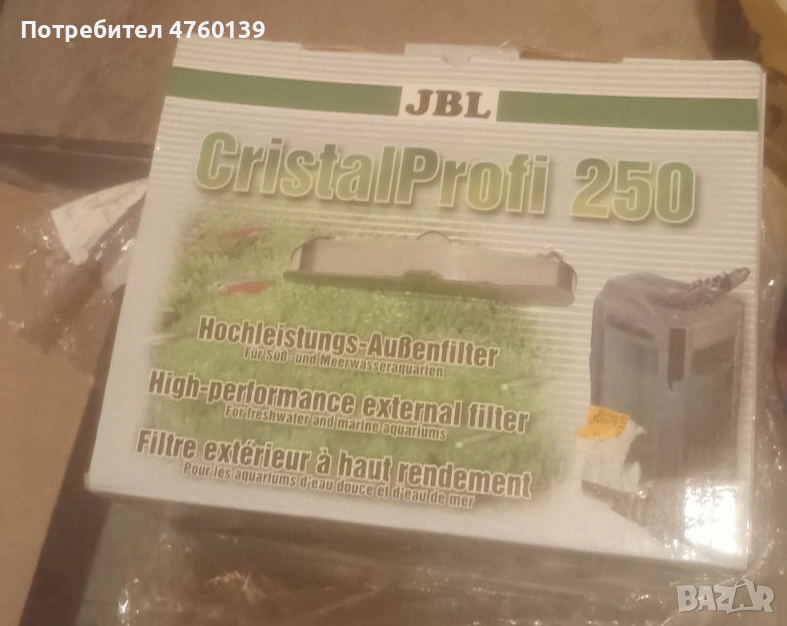 Потребител 4760139
JBL
CristalProfi 250
Hochleistungs-Außenfilter
Für Süß- und Meerwasseraquarien
High-performance external filter
For freshwater and marine aquariums
Filtre extérieur à haut rendement
Pour les aquariums d'eau douce et d'eau de mer
BAZAR